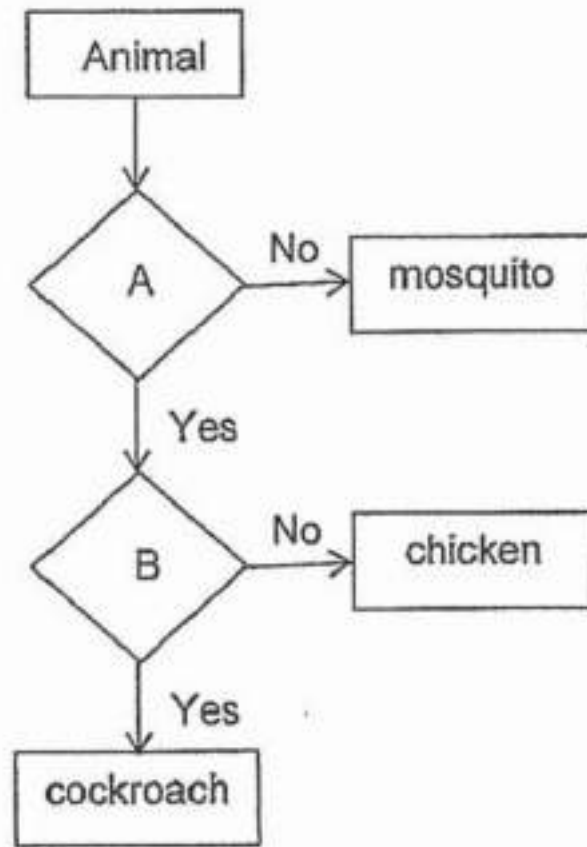 Animal
A
No
mosquito
Yes
B
No
chicken
Yes
cockroach